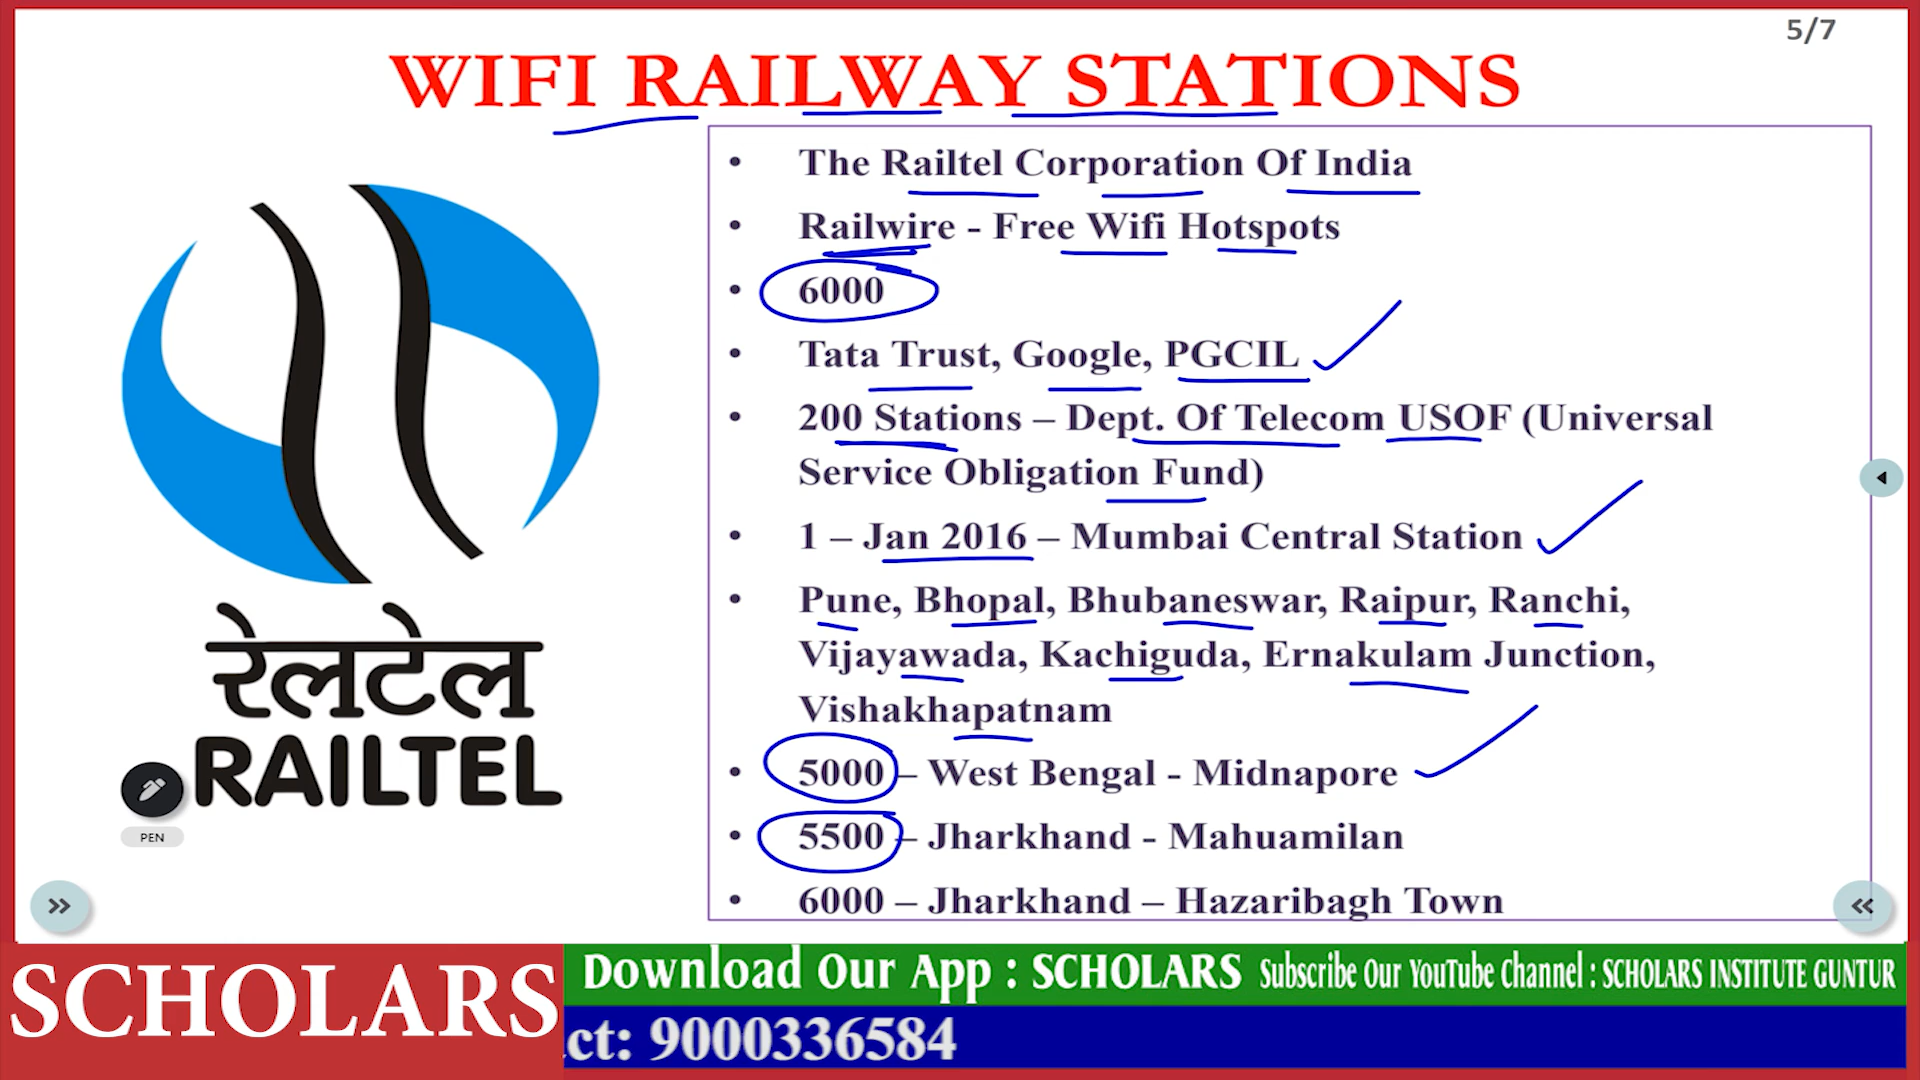 5/7
WIFI RAILWAY STATIONS
• The Railtel Corporation Of India
• Railwire - Free Wifi Hotspots
• 6000
• Tata Trust, Google, PGCIL
• 200 Stations – Dept. Of Telecom USOF (Universal
Service Obligation Fund)
• 1 – Jan 2016 – Mumbai Central Station
• Pune, Bhopal, Bhubaneswar, Raipur, Ranchi,
Vijayawada, Kachiguda, Ernakulam Junction,
Vishakhapatnam
• 5000 – West Bengal - Midnapore
• 5500 – Jharkhand - Mahuamilan
• 6000 – Jharkhand – Hazaribagh Town
रेलटेल
RAILTEL
PEN
SCHOLARS
Download Our App : SCHOLARS Subscribe Our YouTube Channel : SCHOLARS INSTITUTE GUNTUR
ct: 9000336584